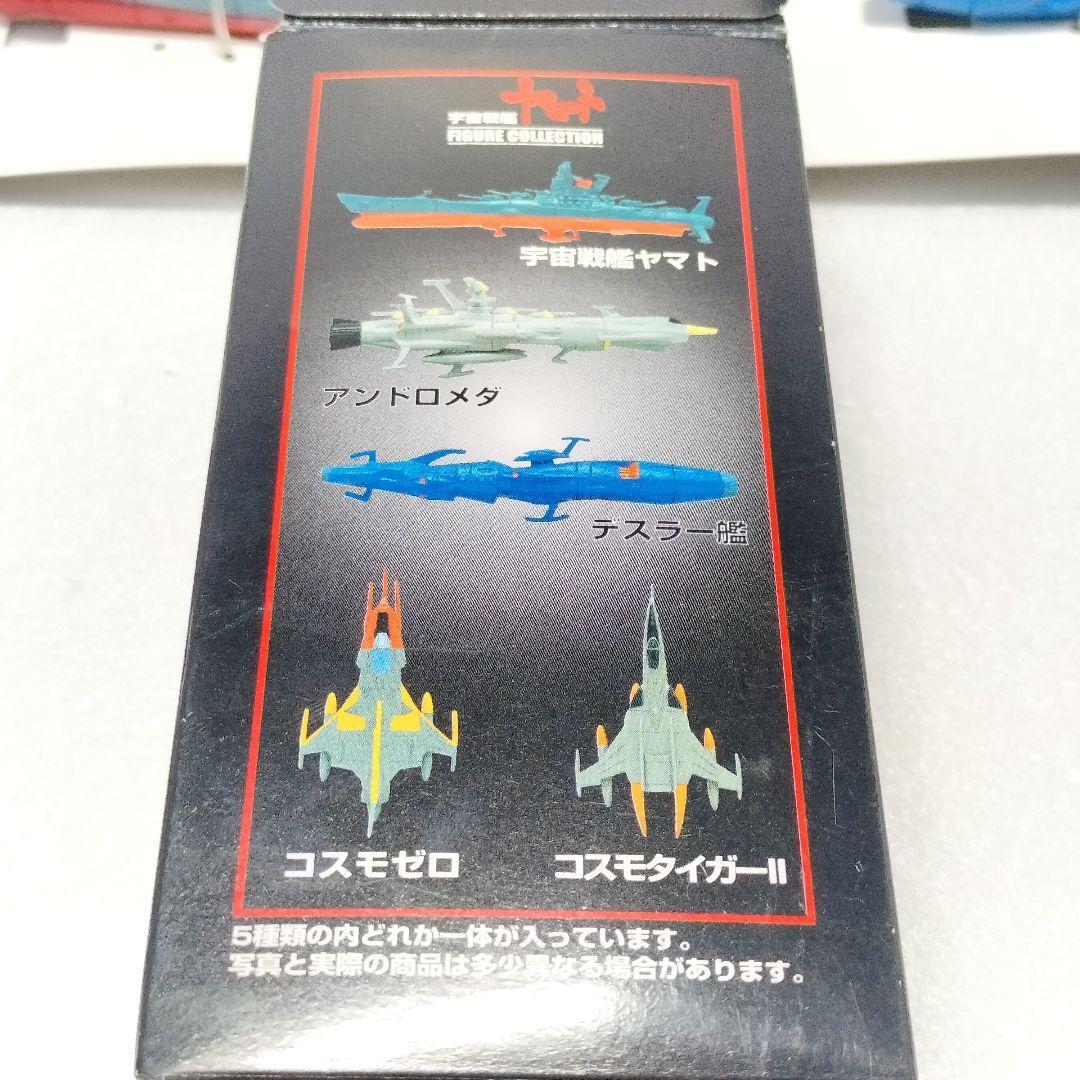 宇宙戦艦ヤマト
FIGURE COLLECTION
宇宙戦艦ヤマト
アンドロメダ
デスラー艦
コスモゼロ
コスモタイガーII
5種類の内どれか一体が入っています。
写真と実際の商品は多少異なる場合があります。